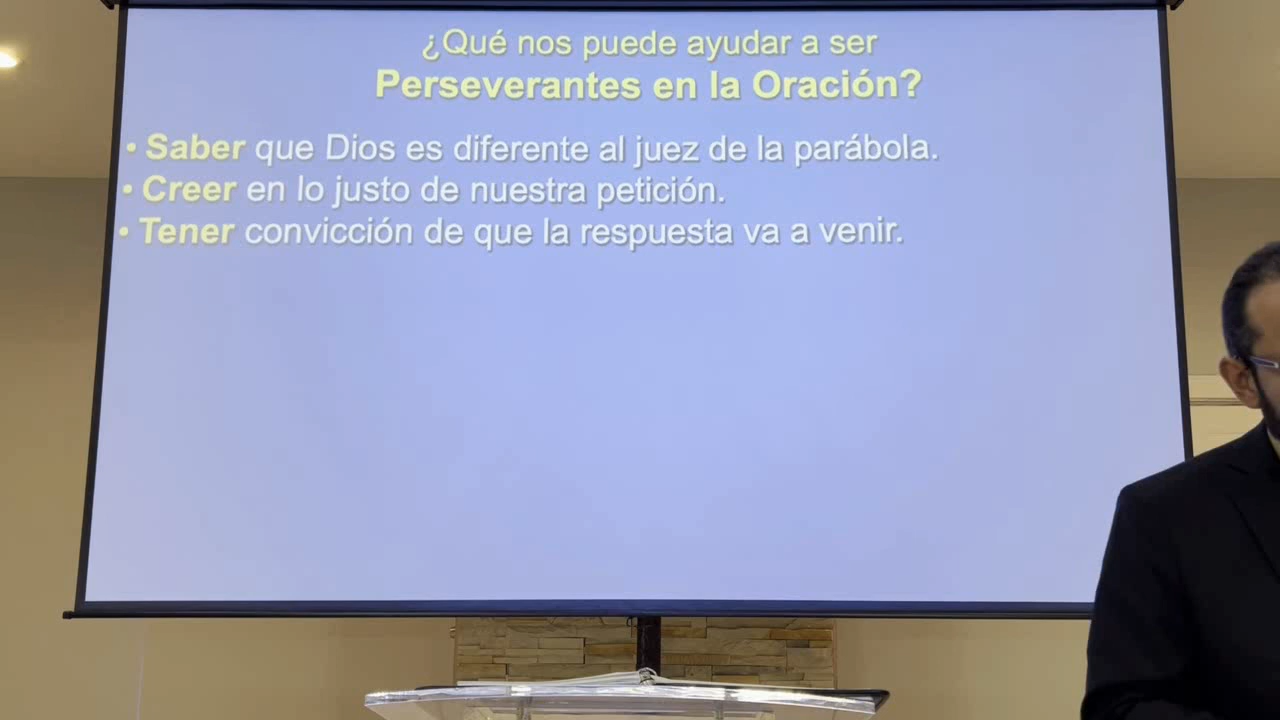 ¿Qué nos puede ayudar a ser
Perseverantes en la Oración?
• Saber que Dios es diferente al juez de la parábola.
• Creer en lo justo de nuestra petición.
• Tener convicción de que la respuesta va a venir.